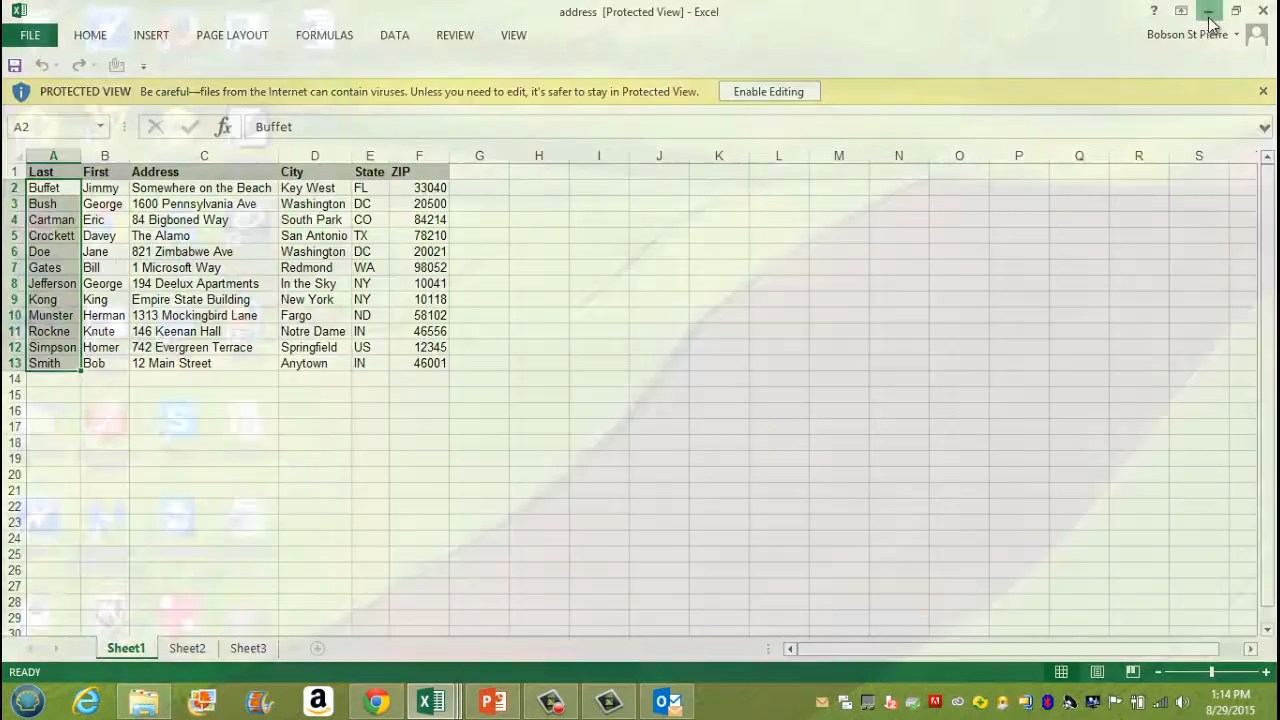 address [Protected View] - Excel
?
FILE HOME INSERT PAGE LAYOUT FORMULAS DATA REVIEW VIEW
Bobson St Pierre
PROTECTED VIEW Be careful—files from the Internet can contain viruses. Unless you need to edit, it's safer to stay in Protected View. Enable Editing
A2 fx Buffet
A B C D E F G H I J K L M N O P Q R S
1 Last First Address City State ZIP
2 Buffet Jimmy Somewhere on the Beach Key West FL 33040
3 Bush George 1600 Pennsylvania Ave Washington DC 20500
4 Cartman Eric 84 Bigboned Way South Park CO 84214
5 Crockett Davey The Alamo San Antonio TX 78210
6 Doe Jane 821 Zimbabwe Ave Washington DC 20021
7 Gates Bill 1 Microsoft Way Redmond WA 98052
8 Jefferson George 194 Deelux Apartments In the Sky NY 10041
9 Kong King Empire State Building New York NY 10118
10 Munster Herman 1313 Mockingbird Lane Fargo ND 58102
11 Rockne Knute 146 Keenan Hall Notre Dame IN 46556
12 Simpson Homer 742 Evergreen Terrace Springfield US 12345
13 Smith Bob 12 Main Street Anytown IN 46001
14
15
16
17
18
19
20
21
22
23
24
25
26
27
28
29
30
Sheet1 Sheet2 Sheet3
READY
1:14 PM
8/29/2015